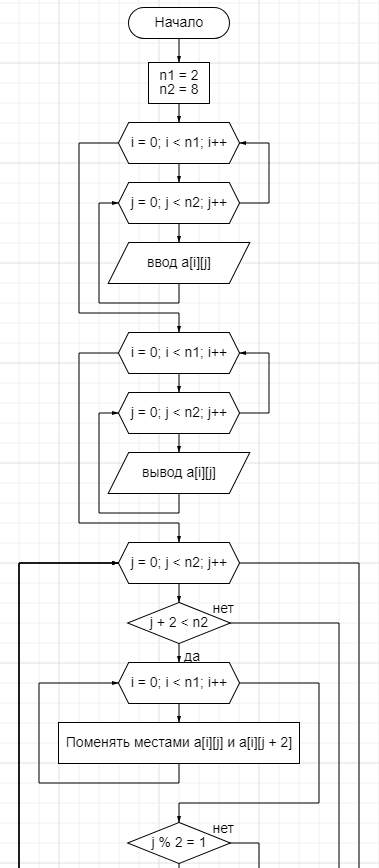 Начало
n1 = 2
n2 = 8
i = 0; i < n1; i++
j = 0; j < n2; j++
ввод a[i][j]
i = 0; i < n1; i++
j = 0; j < n2; j++
вывод a[i][j]
j = 0; j < n2; j++
нет
j + 2 < n2
да
i = 0; i < n1; i++
Поменять местами a[i][j] и a[i][j + 2]
нет
j % 2 = 1